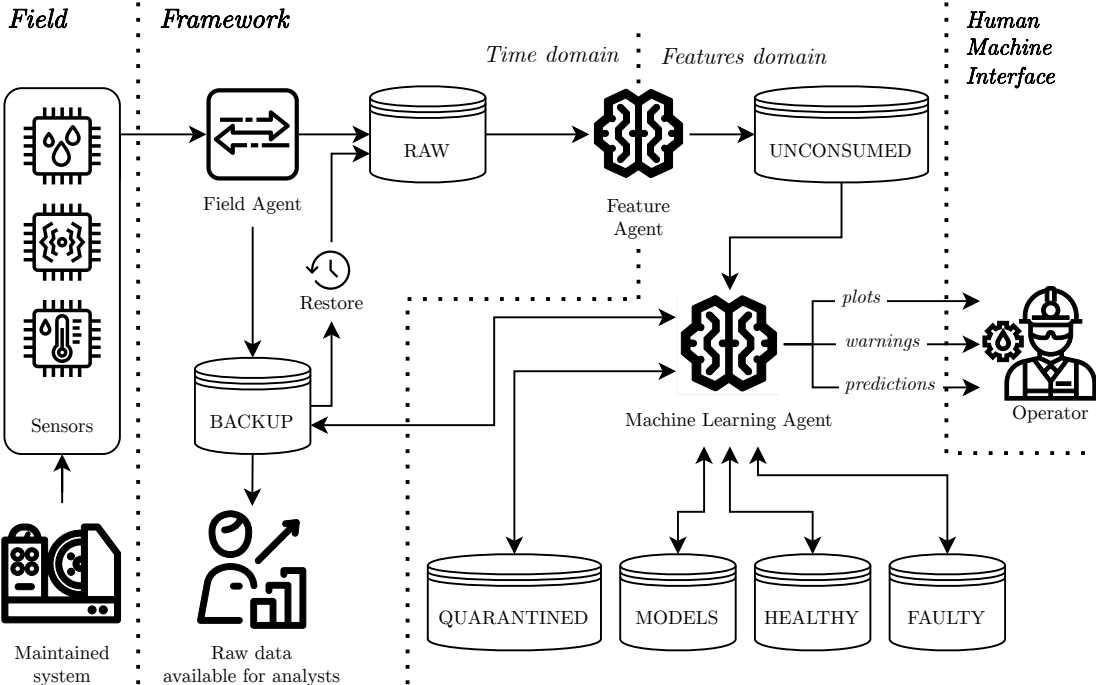 Field
Framework
Human
Machine
Interface
Time domain
Features domain
RAW
UNCONSUMED
Field Agent
Feature
Agent
Restore
plots
warnings
predictions
Sensors
BACKUP
Machine Learning Agent
Operator
QUARANTINED
MODELS
HEALTHY
FAULTY
Maintained
system
Raw data
available for analysts